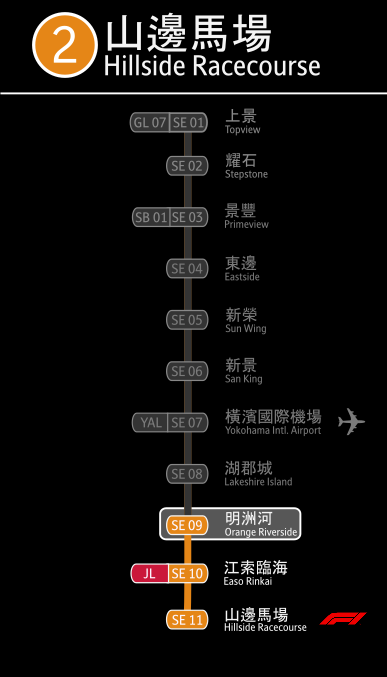 2 山邊馬場
Hillside Racecourse
GL 07 SE 01 上景
Topview
SE 02 耀石
Stepstone
SB 01 SE 03 景豐
Primeview
SE 04 東邊
Eastside
SE 05 新榮
Sun Wing
SE 06 新景
San King
YAL SE 07 橫濱國際機場
Yokohama Intl. Airport
SE 08 湖郡城
Lakeshire Island
SE 09 明洲河
Orange Riverside
JL SE 10 江索臨海
Easo Rinkai
SE 11 山邊馬場
Hillside Racecourse